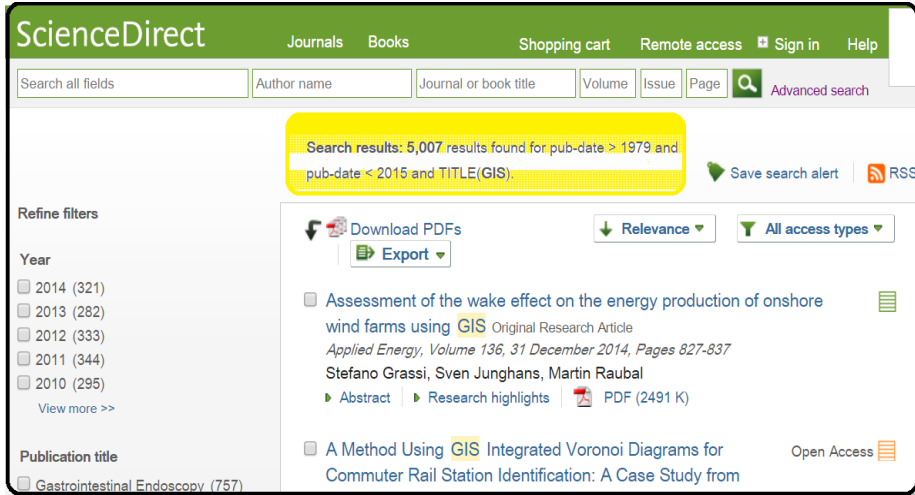 ScienceDirect
Journals Books Shopping cart Remote access Sign in Help
Search all fields Author name Journal or book title Volume Issue Page Advanced search
Search results: 5,007 results found for pub-date > 1979 and
pub-date < 2015 and TITLE(GIS).
Save search alert RSS
Refine filters
Year
2014 (321)
2013 (282)
2012 (333)
2011 (344)
2010 (295)
View more >>
Publication title
Gastrointestinal Endoscopy (757)
Download PDFs Relevance All access types
Export
Assessment of the wake effect on the energy production of onshore
wind farms using GIS Original Research Article
Applied Energy, Volume 136, 31 December 2014, Pages 827-837
Stefano Grassi, Sven Junghans, Martin Raubal
Abstract Research highlights PDF (2491 K)
A Method Using GIS Integrated Voronoi Diagrams for Open Access
Commuter Rail Station Identification: A Case Study from